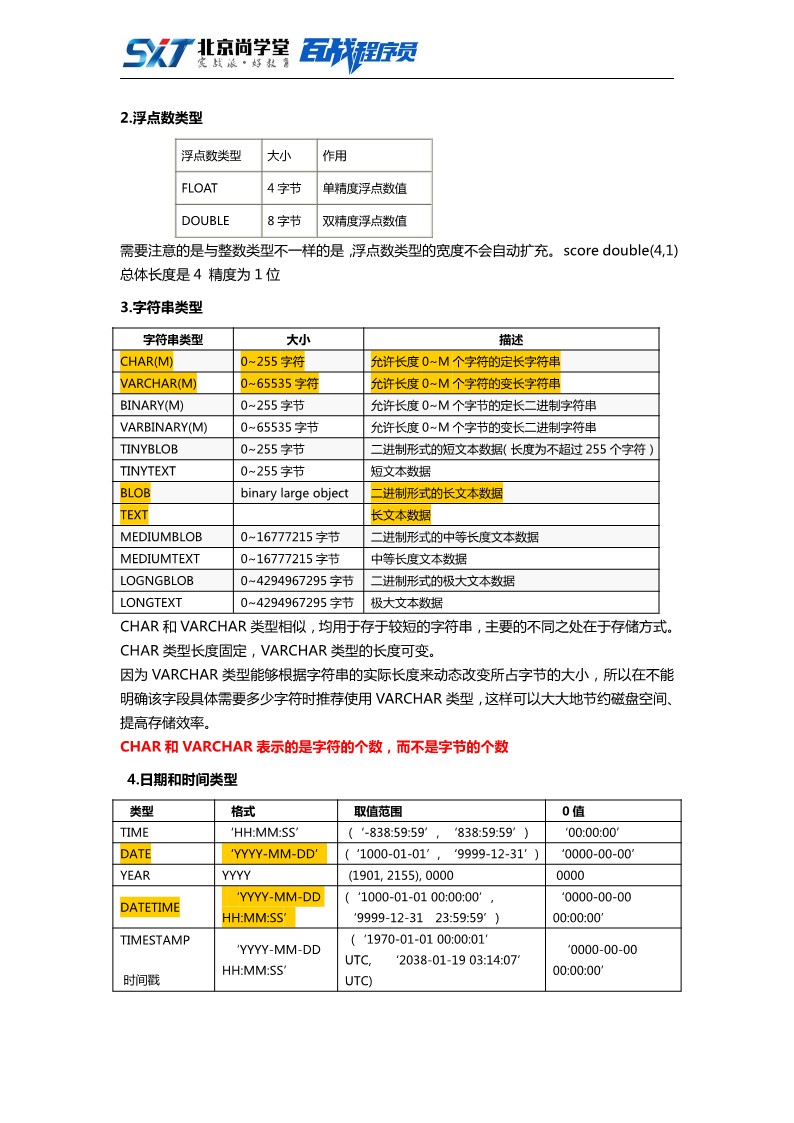 SXT 北京尚学堂 百战程序员
实战派·好教育
2.浮点数类型
浮点数类型 大小 作用
FLOAT 4 字节 单精度浮点数值
DOUBLE 8 字节 双精度浮点数值
需要注意的是与整数类型不一样的是,浮点数类型的宽度不会自动扩充。 score double(4,1)
总体长度是 4 精度为 1 位
3.字符串类型
字符串类型 大小 描述
CHAR(M) 0~255 字符 允许长度 0~M 个字符的定长字符串
VARCHAR(M) 0~65535 字符 允许长度 0~M 个字符的变长字符串
BINARY(M) 0~255 字节 允许长度 0~M 个字节的定长二进制字符串
VARBINARY(M) 0~65535 字节 允许长度 0~M 个字节的变长二进制字符串
TINYBLOB 0~255 字节 二进制形式的短文本数据(长度为不超过 255 个字符)
TINYTEXT 0~255 字节 短文本数据
BLOB binary large object 二进制形式的长文本数据
TEXT 长文本数据
MEDIUMBLOB 0~16777215 字节 二进制形式的中等长度文本数据
MEDIUMTEXT 0~16777215 字节 中等长度文本数据
LOGNGBLOB 0~4294967295 字节 二进制形式的极大文本数据
LONGTEXT 0~4294967295 字节 极大文本数据
CHAR 和 VARCHAR 类型相似,均用于存于较短的字符串,主要的不同之处在于存储方式。
CHAR 类型长度固定,VARCHAR 类型的长度可变。
因为 VARCHAR 类型能够根据字符串的实际长度来动态改变所占字节的大小,所以在不能
明确该字段具体需要多少字符时推荐使用 VARCHAR 类型,这样可以大大地节约磁盘空间、
提高存储效率。
CHAR 和 VARCHAR 表示的是字符的个数,而不是字节的个数
4.日期和时间类型
类型 格式 取值范围 0 值
TIME ‘HH:MM:SS’ (‘-838:59:59’, ‘838:59:59’) ‘00:00:00’
DATE ‘YYYY-MM-DD’ (‘1000-01-01’, ‘9999-12-31’) ‘0000-00-00’
YEAR YYYY (1901, 2155), 0000 0000
DATETIME ‘YYYY-MM-DD
HH:MM:SS’ (‘1000-01-01 00:00:00’,
‘9999-12-31 23:59:59’) ‘0000-00-00
00:00:00’
TIMESTAMP
时间戳 ‘YYYY-MM-DD
HH:MM:SS’ (‘1970-01-01 00:00:01’
UTC, ‘2038-01-19 03:14:07’
UTC) ‘0000-00-00
00:00:00’